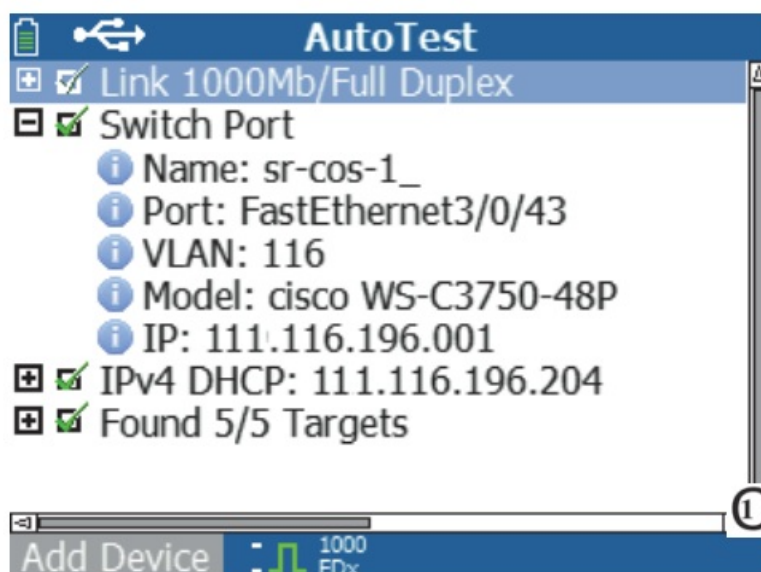 AutoTest
Link 1000Mb/Full Duplex
Switch Port
Name: sr-cos-1_
Port: FastEthernet3/0/43
VLAN: 116
Model: cisco WS-C3750-48P
IP: 111.116.196.001
IPv4 DHCP: 111.116.196.204
Found 5/5 Targets
1
Add Device
1000
FDx